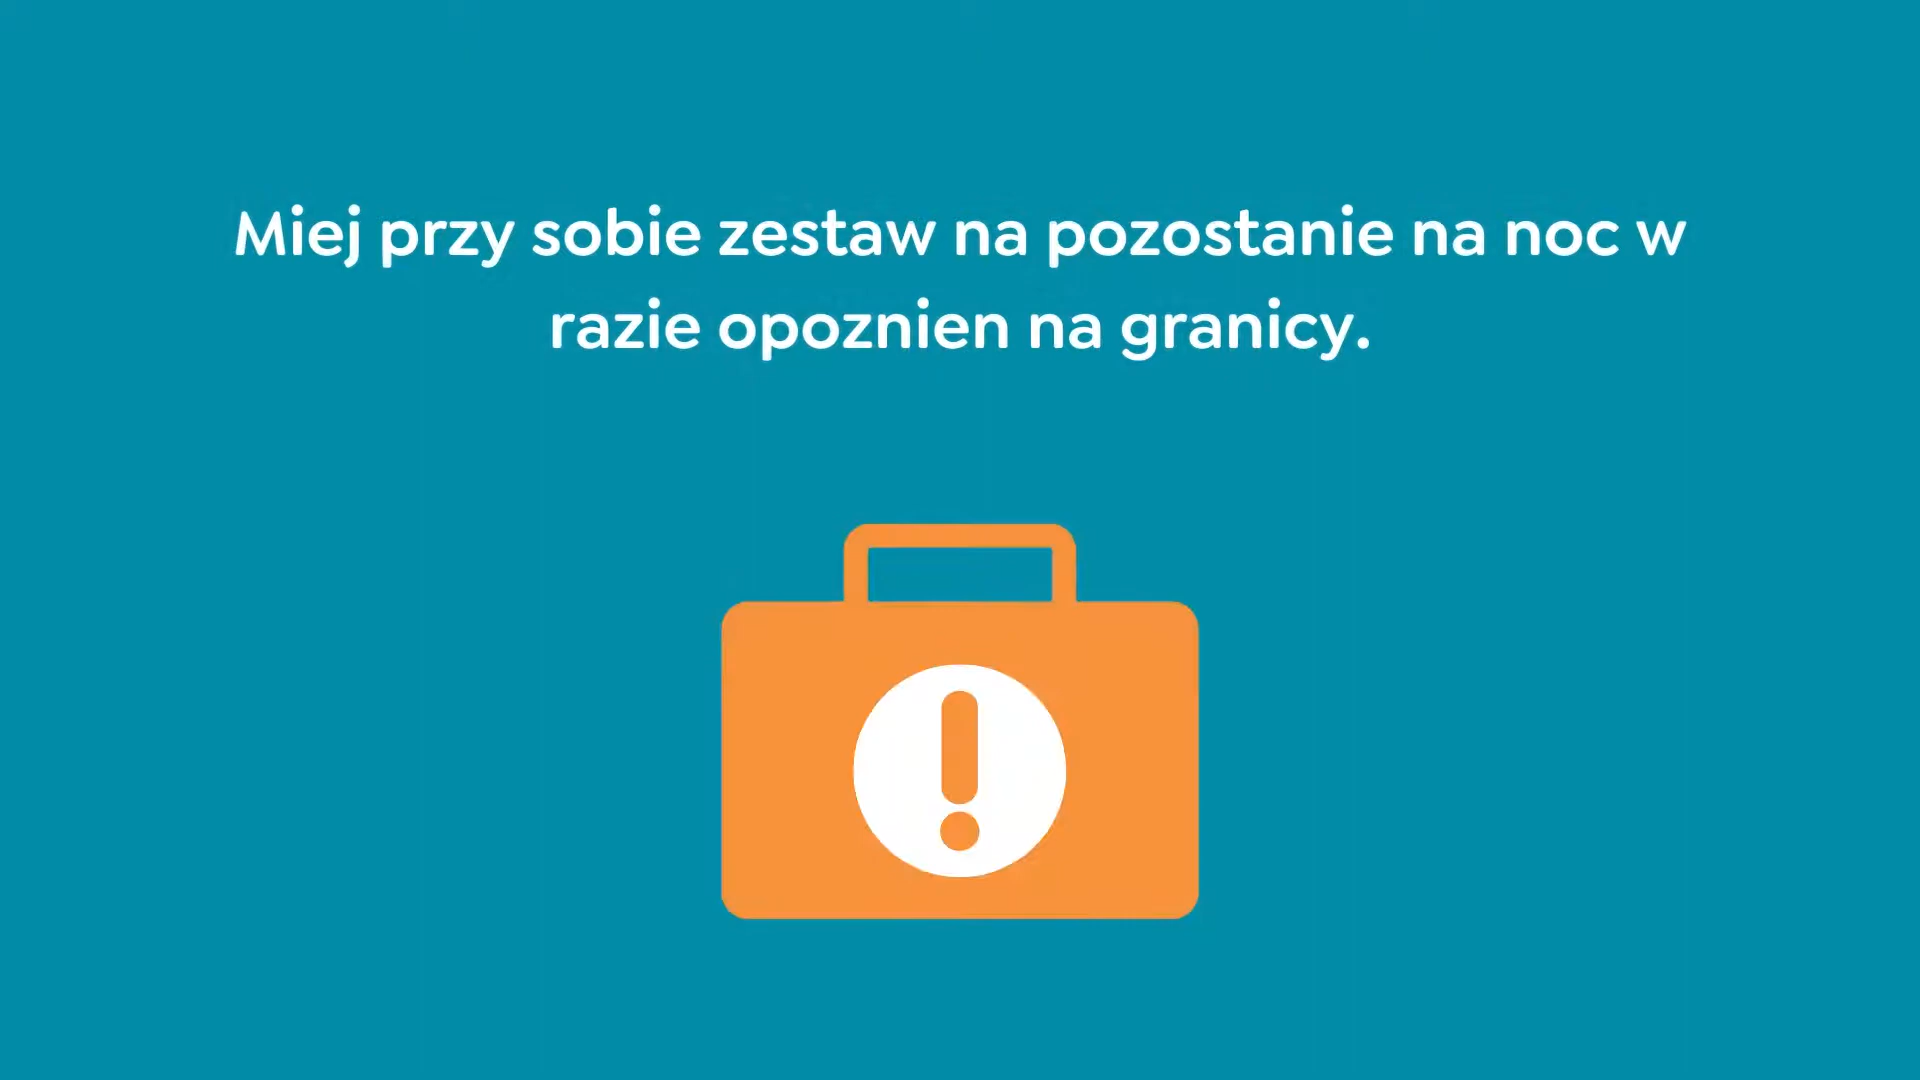 Miej przy sobie zestaw na pozostanie na noc w
razie opoznien na granicy.